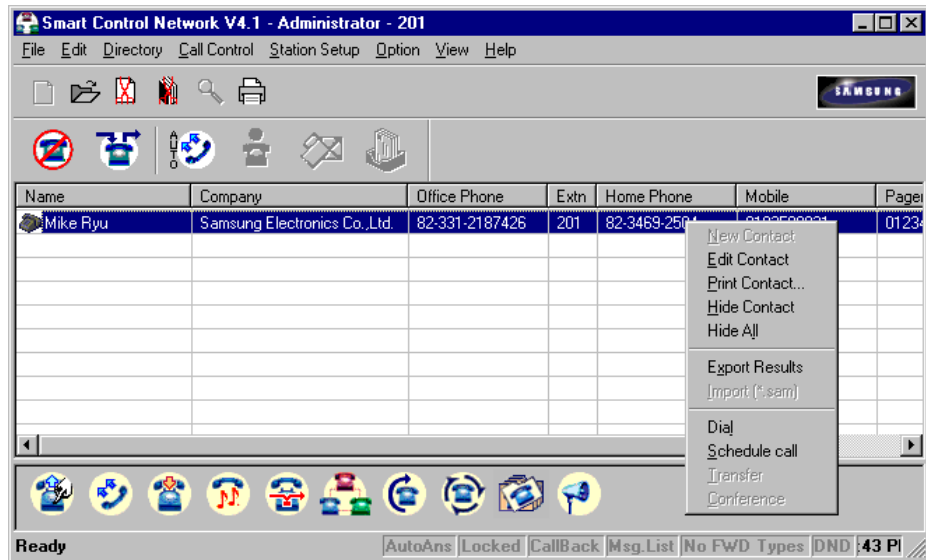 Smart Control Network V4.1 - Administrator - 201
File Edit Directory Call Control Station Setup Option View Help
SAMSUNG
AUTO
Name Company Office Phone Extn Home Phone Mobile Pager
Mike Ryu Samsung Electronics Co.,Ltd. 82-331-2187426 201 82-3469-2504 01234
New Contact
Edit Contact
Print Contact...
Hide Contact
Hide All
Export Results
Import (*.sam)
Dial
Schedule call
Transfer
Conference
Ready AutoAns Locked CallBack Msg.List No FWD Types DND :43 P